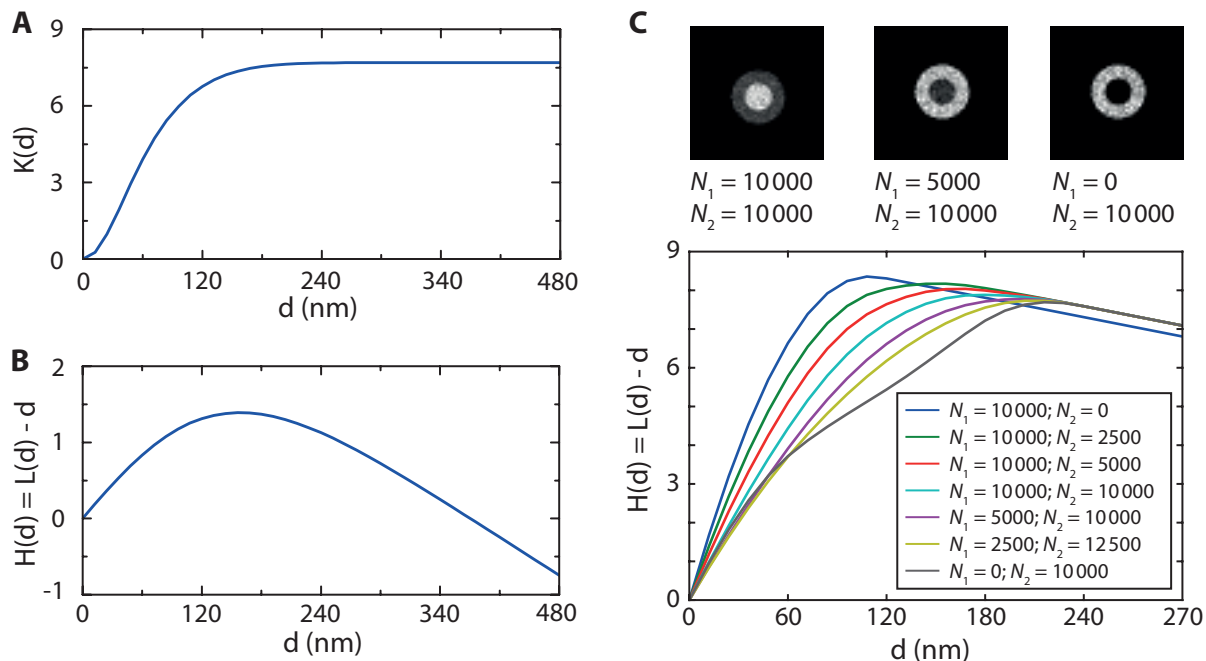 A
9
6
3
0
K(d)
0 120 240 340 480
d (nm)
B
2
1
0
-1
H(d) = L(d) - d
0 120 240 340 480
d (nm)
C
N1 = 10 000
N2 = 10 000
N1 = 5000
N2 = 10 000
N1 = 0
N2 = 10 000
9
6
3
0
H(d) = L(d) - d
N1 = 10 000; N2 = 0
N1 = 10 000; N2 = 2500
N1 = 10 000; N2 = 5000
N1 = 10 000; N2 = 10 000
N1 = 5000; N2 = 10 000
N1 = 2500; N2 = 12 500
N1 = 0; N2 = 10 000
0 60 120 180 240 270
d (nm)